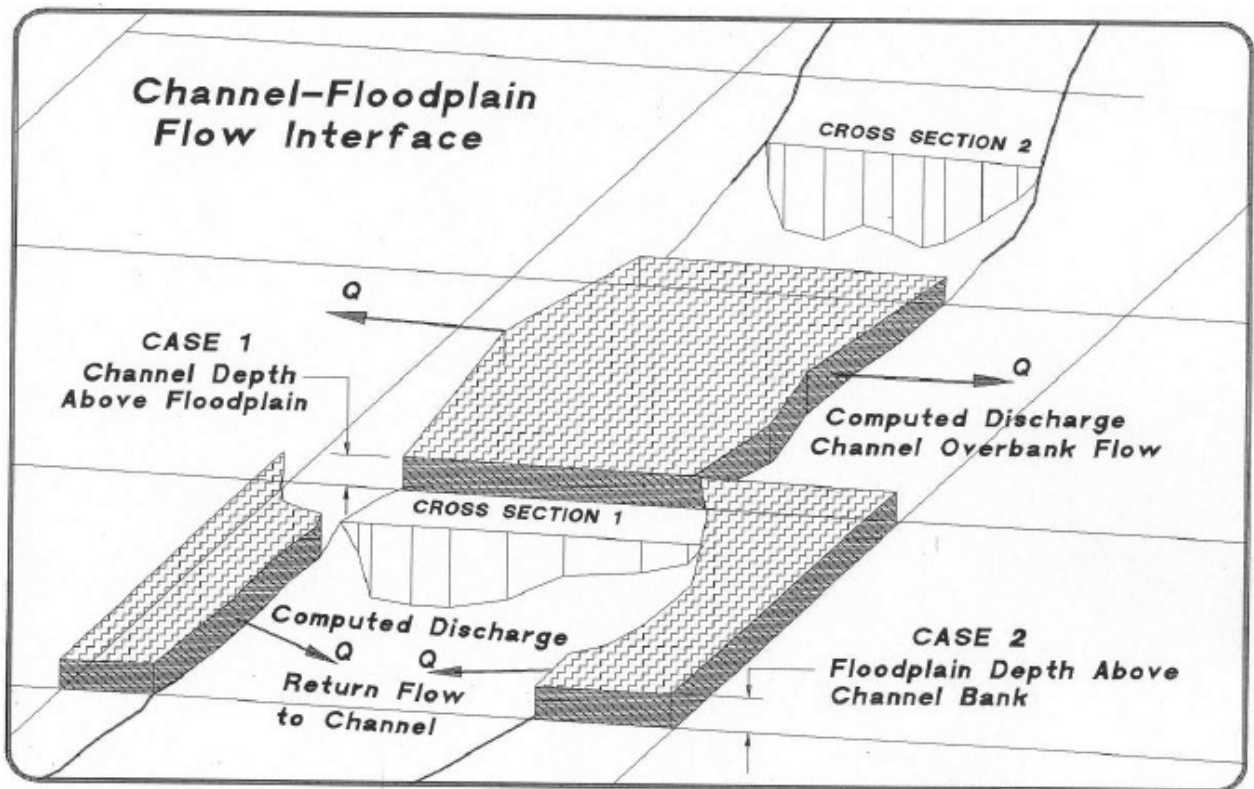 Channel-Floodplain
Flow Interface
CROSS SECTION 2
Q
CASE 1
Channel Depth
Above Floodplain
Q
Computed Discharge
Channel Overbank Flow
CROSS SECTION 1
Computed Discharge
Q
Q
Return Flow
to Channel
CASE 2
Floodplain Depth Above
Channel Bank